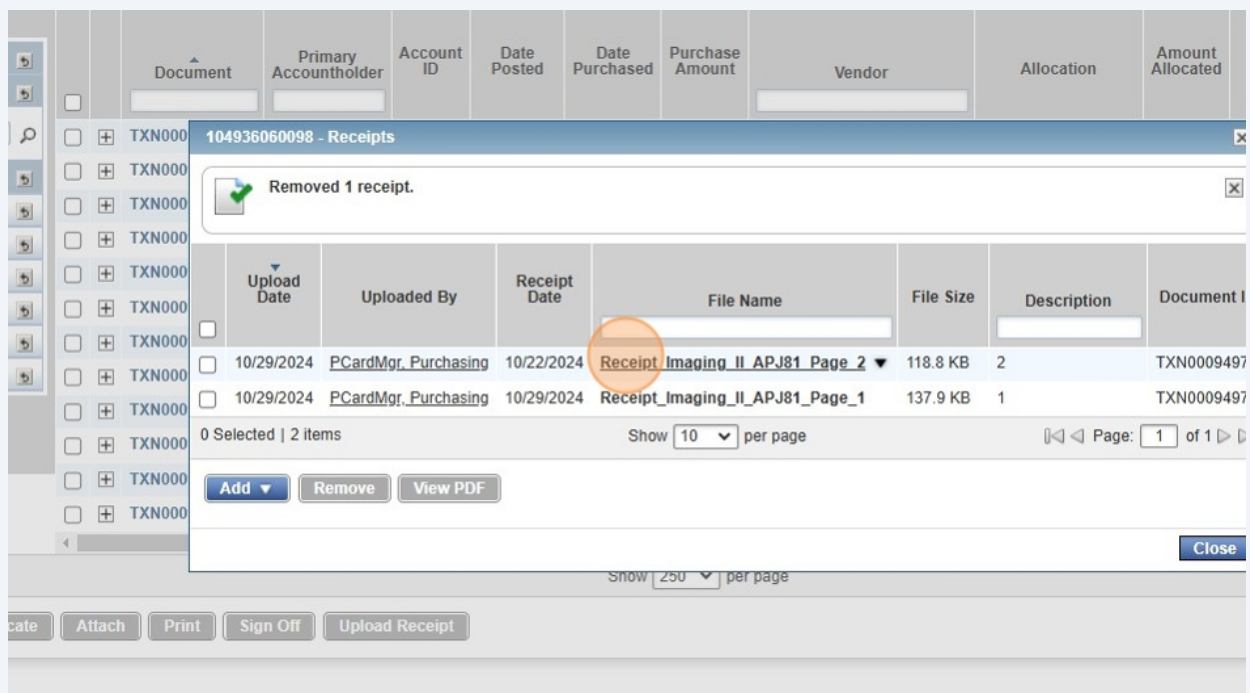 Document
Primary Accountholder
Account ID
Date Posted
Date Purchased
Purchase Amount
Vendor
Allocation
Amount Allocated
TXN000
104936060098 - Receipts
TXN000
Removed 1 receipt.
TXN000
TXN000
TXN000
Upload Date
Uploaded By
Receipt Date
File Name
File Size
Description
Document I
TXN000
TXN000
10/29/2024 PCardMgr, Purchasing 10/22/2024 Receipt_Imaging_II_APJ81_Page_2 118.8 KB 2 TXN0009497
TXN000
10/29/2024 PCardMgr, Purchasing 10/29/2024 Receipt_Imaging_II_APJ81_Page_1 137.9 KB 1 TXN0009497
TXN000
0 Selected | 2 items Show 10 per page Page: 1 of 1
TXN000
TXN000
Add Remove View PDF
TXN000
Close
Show 250 per page
cate Attach Print Sign Off Upload Receipt